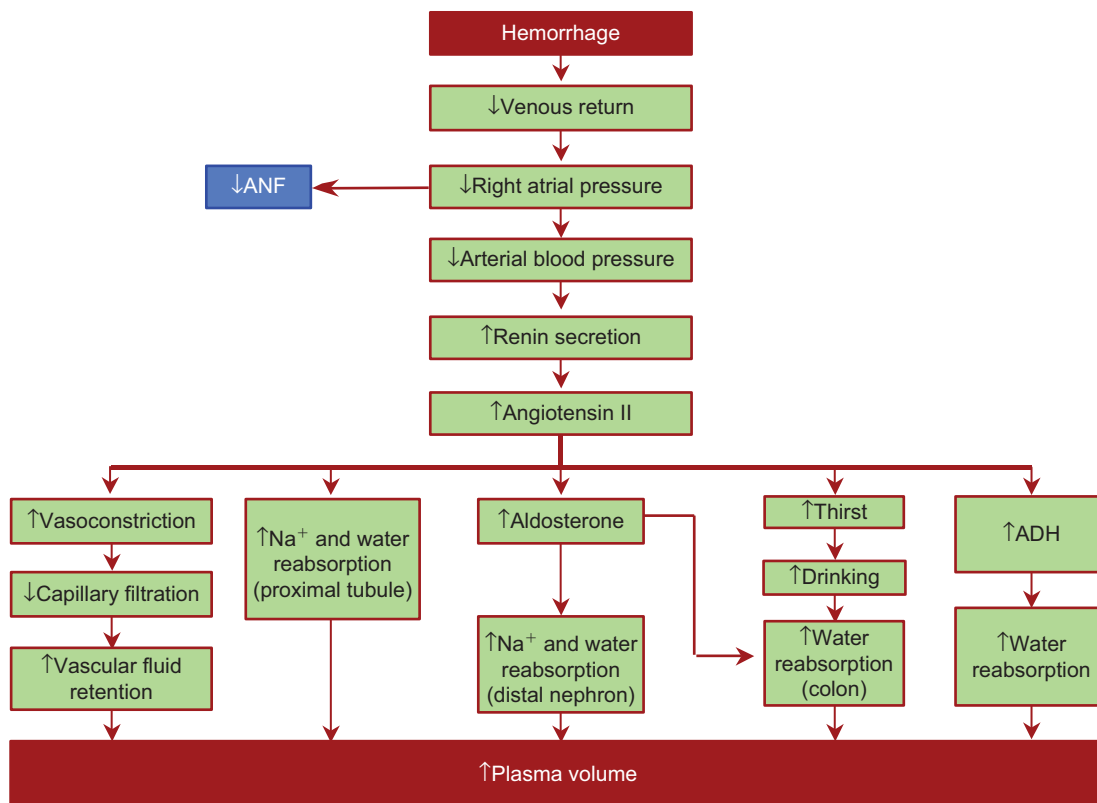 Hemorrhage
↓Venous return
↓ANF
↓Right atrial pressure
↓Arterial blood pressure
↑Renin secretion
↑Angiotensin II
↑Vasoconstriction
↓Capillary filtration
↑Vascular fluid
retention
↑Na⁺ and water
reabsorption
(proximal tubule)
↑Aldosterone
↑Na⁺ and water
reabsorption
(distal nephron)
↑Thirst
↑Drinking
↑Water
reabsorption
(colon)
↑ADH
↑Water
reabsorption
↑Plasma volume